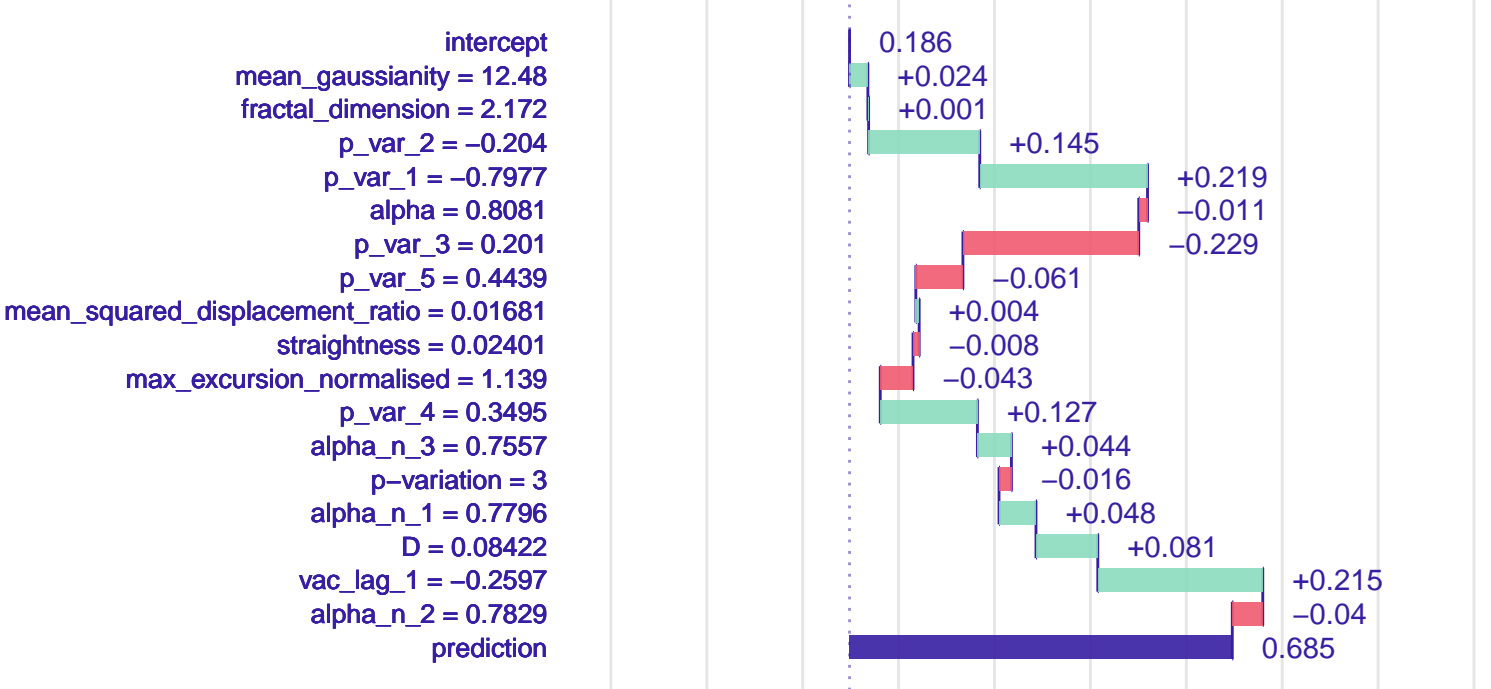 intercept 0.186
mean_gaussianity = 12.48 +0.024
fractal_dimension = 2.172 +0.001
p_var_2 = −0.204 +0.145
p_var_1 = −0.7977 +0.219
alpha = 0.8081 −0.011
p_var_3 = 0.201 −0.229
p_var_5 = 0.4439 −0.061
mean_squared_displacement_ratio = 0.01681 +0.004
straightness = 0.02401 −0.008
max_excursion_normalised = 1.139 −0.043
p_var_4 = 0.3495 +0.127
alpha_n_3 = 0.7557 +0.044
p−variation = 3 −0.016
alpha_n_1 = 0.7796 +0.048
D = 0.08422 +0.081
vac_lag_1 = −0.2597 +0.215
alpha_n_2 = 0.7829 −0.04
prediction 0.685